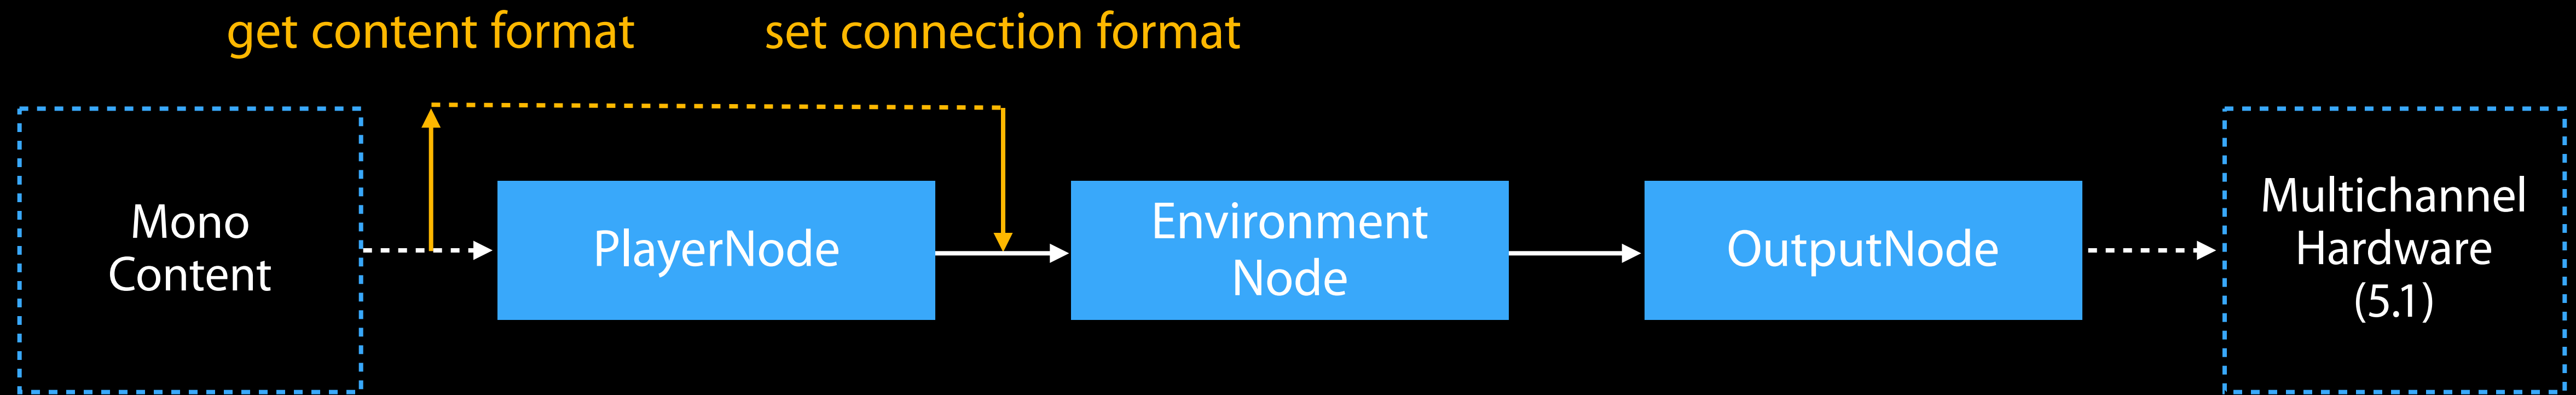 get content format
set connection format
Mono
Content
PlayerNode
Environment
Node
OutputNode
Multichannel
Hardware
(5.1)